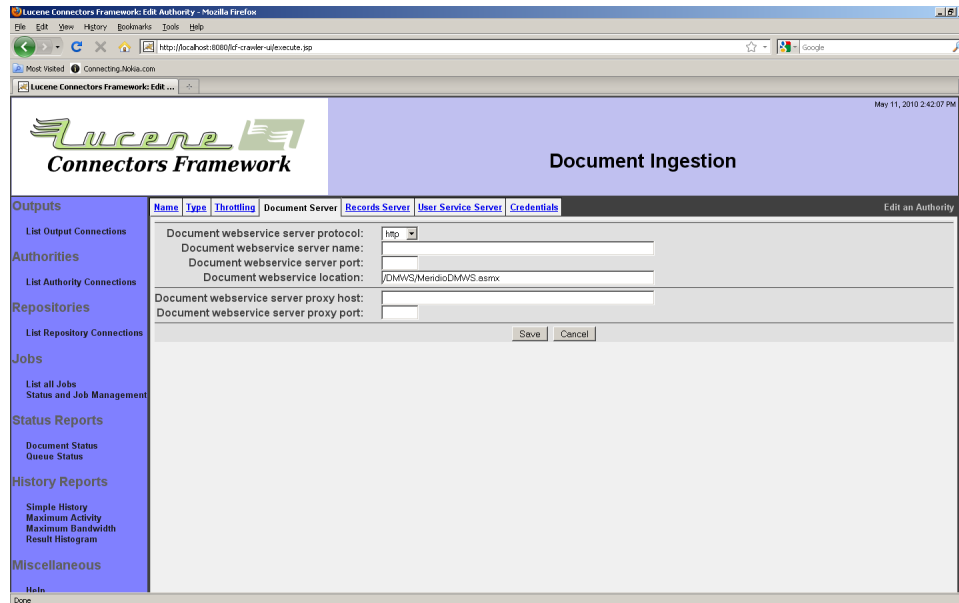 Lucene Connectors Framework: Edit Authority - Mozilla Firefox
File Edit View History Bookmarks Tools Help
http://localhost:8080/lcf-crawler-ui/execute.jsp
Google
Most Visited Connecting.Nokia.com
Lucene Connectors Framework: Edit ...
May 11, 2010 2:42:07 PM
Lucene
Connectors Framework
Document Ingestion
Outputs
List Output Connections
Authorities
List Authority Connections
Repositories
List Repository Connections
Jobs
List all Jobs
Status and Job Management
Status Reports
Document Status
Queue Status
History Reports
Simple History
Maximum Activity
Maximum Bandwidth
Result Histogram
Miscellaneous
Help
Name Type Throttling Document Server Records Server User Service Server Credentials Edit an Authority
Document webservice server protocol: http
Document webservice server name:
Document webservice server port:
Document webservice location: /DMWS/MeridioDMWS.asmx
Document webservice server proxy host:
Document webservice server proxy port:
Save Cancel
Done